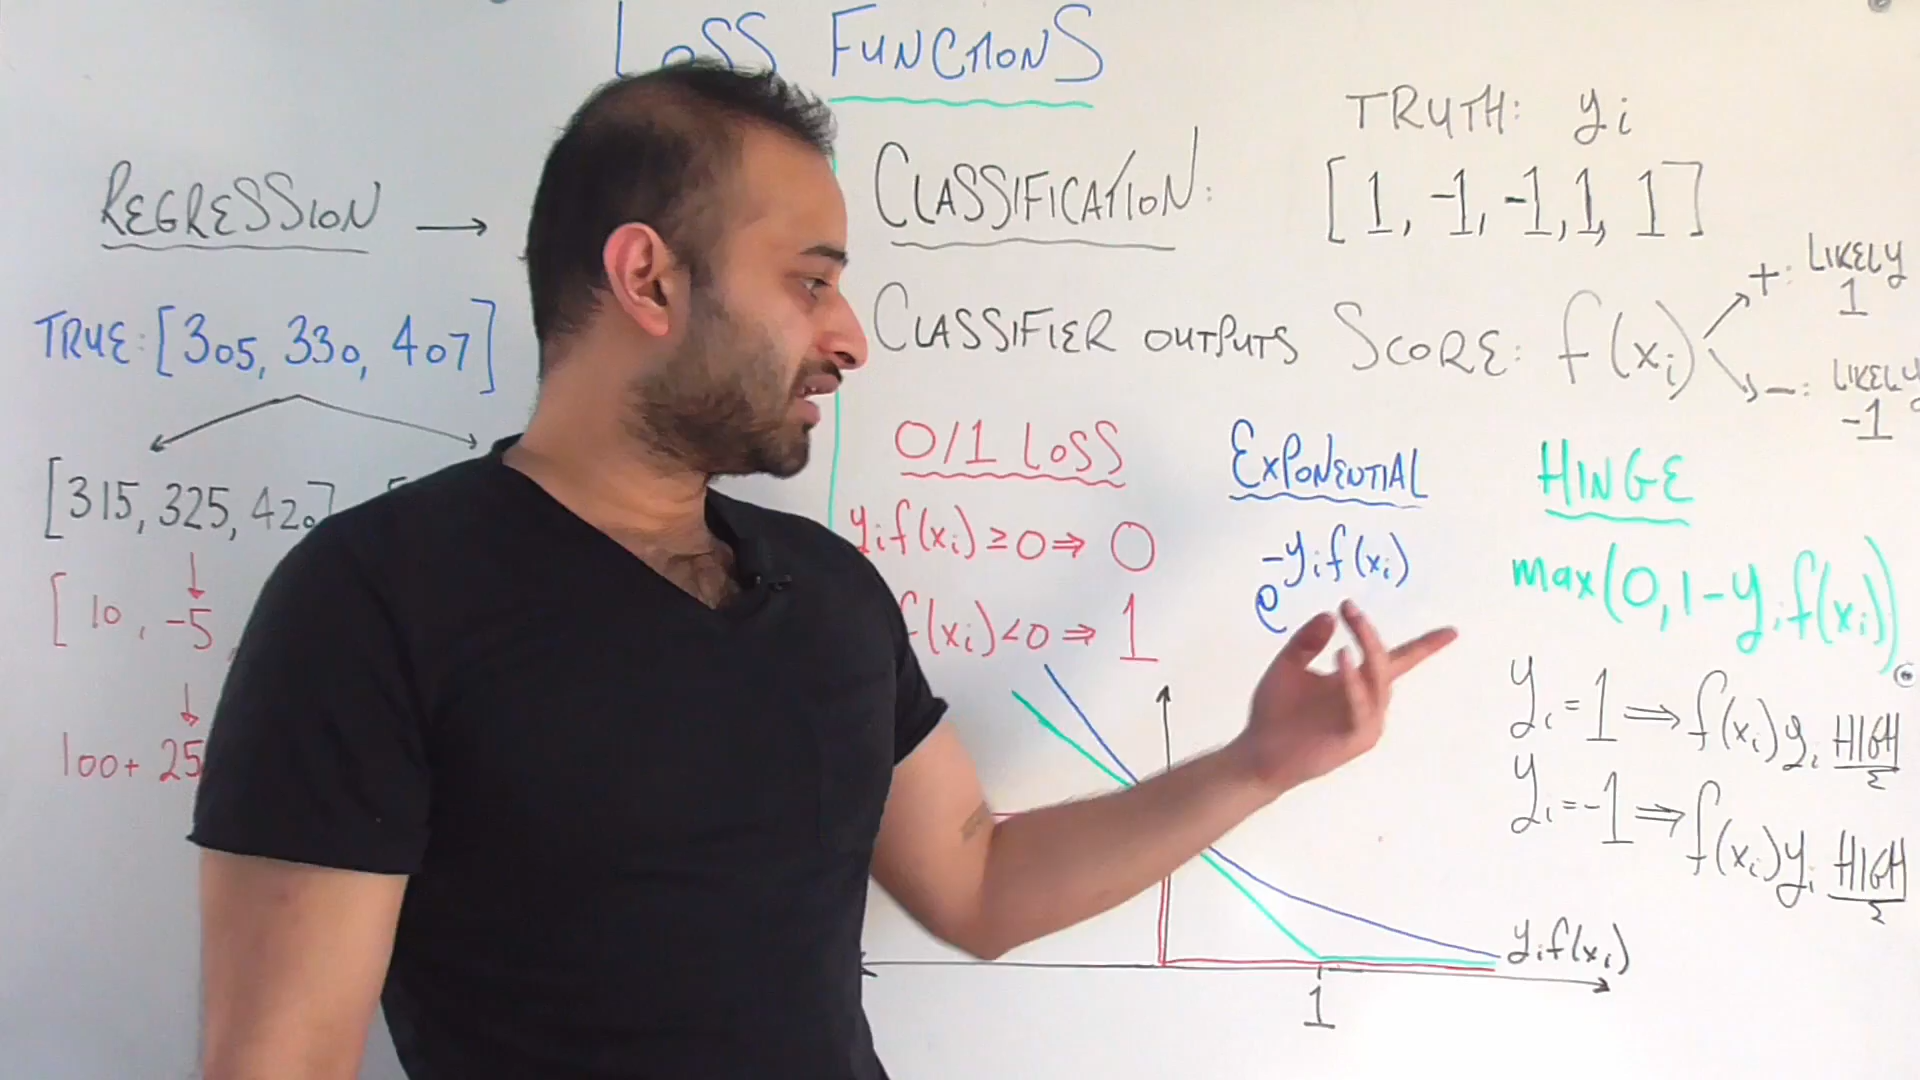 LOSS FUNCTIONS
REGRESSION →
TRUE: [305, 330, 407]
[315, 325, 420]
[10, -5
100+ 25
CLASSIFICATION:
TRUTH: yi
[1, -1, -1, 1, 1]
CLASSIFIER OUTPUTS SCORE: f(xi)
+: LIKELY
1
-: LIKELY
-1
0/1 LOSS
yif(xi) ≥ 0 ⇒ 0
f(xi) < 0 ⇒ 1
EXPONENTIAL
e^-yif(xi)
HINGE
max(0, 1-yif(xi))
yi = 1 ⇒ f(xi)yi HIGH
yi = -1 ⇒ f(xi)yi HIGH
yif(xi)
1